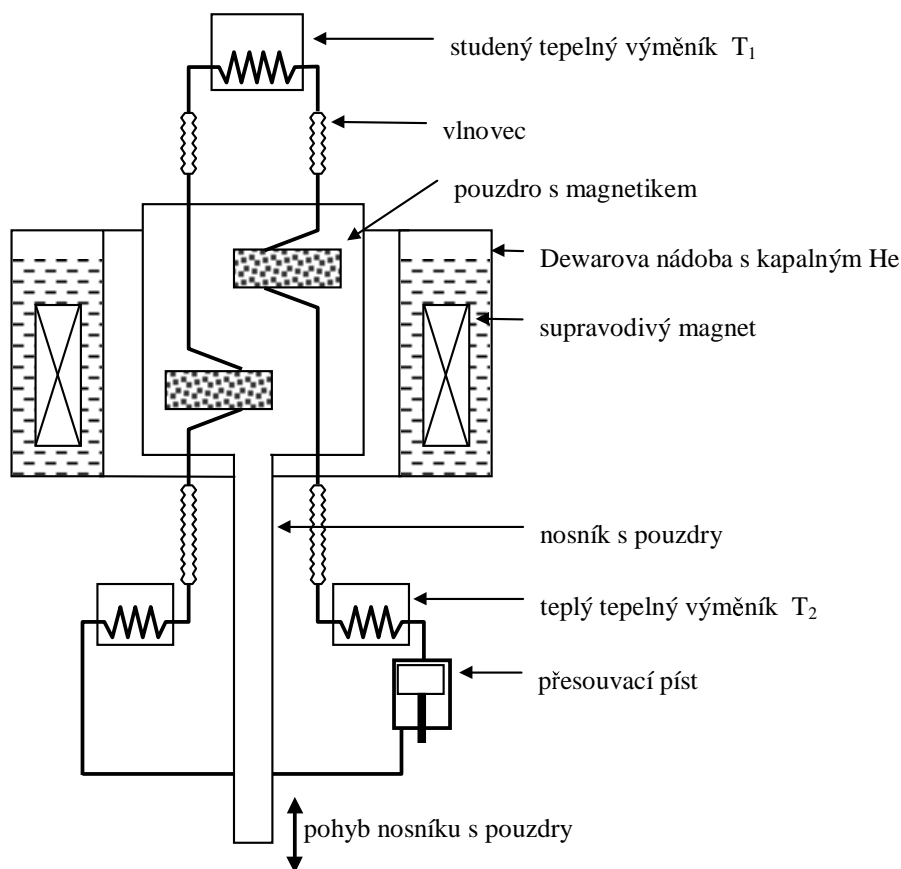 studený tepelný výměník T₁
vlnovec
pouzdro s magnetikem
Dewarova nádoba s kapalným He
supravodivý magnet
nosník s pouzdry
teplý tepelný výměník T₂
přesouvací píst
pohyb nosníku s pouzdry